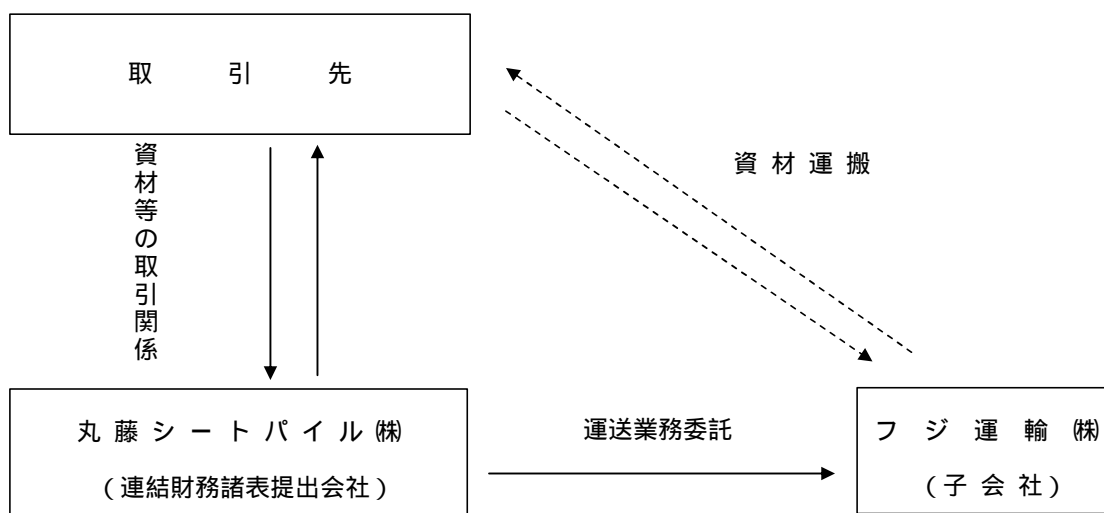 取引先
資材等の取引関係
資材運搬
丸藤シートパイル㈱
(連結財務諸表提出会社)
運送業務委託
フジ運輸㈱
(子会社)